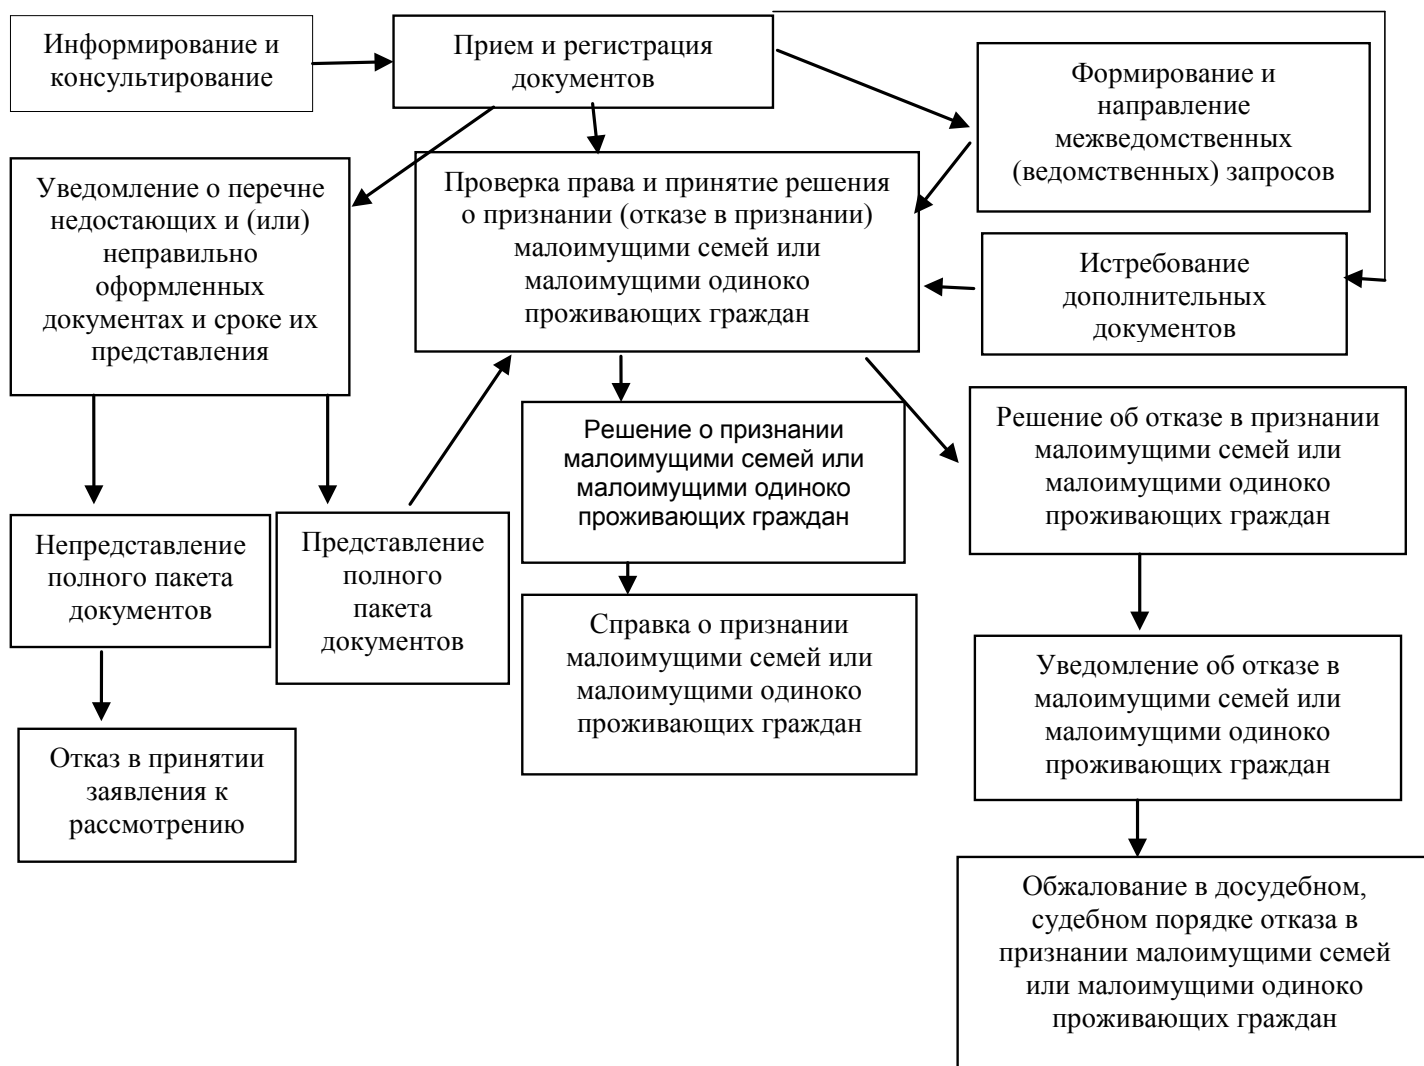 Информирование и
консультирование
Прием и регистрация
документов
Формирование и
направление
межведомственных
(ведомственных) запросов
Уведомление о перечне
недостающих и (или)
неправильно
оформленных
документах и сроке их
представления
Проверка права и принятие решения
о признании (отказе в признании)
малоимущими семей или
малоимущими одиноко
проживающих граждан
Истребование
дополнительных
документов
Решение о признании
малоимущими семей или
малоимущими одиноко
проживающих граждан
Решение об отказе в признании
малоимущими семей или
малоимущими одиноко
проживающих граждан
Непредставление
полного пакета
документов
Представление
полного
пакета
документов
Справка о признании
малоимущими семей или
малоимущими одиноко
проживающих граждан
Уведомление об отказе в
малоимущими семей или
малоимущими одиноко
проживающих граждан
Отказ в принятии
заявления к
рассмотрению
Обжалование в досудебном,
судебном порядке отказа в
признании малоимущими семей
или малоимущими одиноко
проживающих граждан